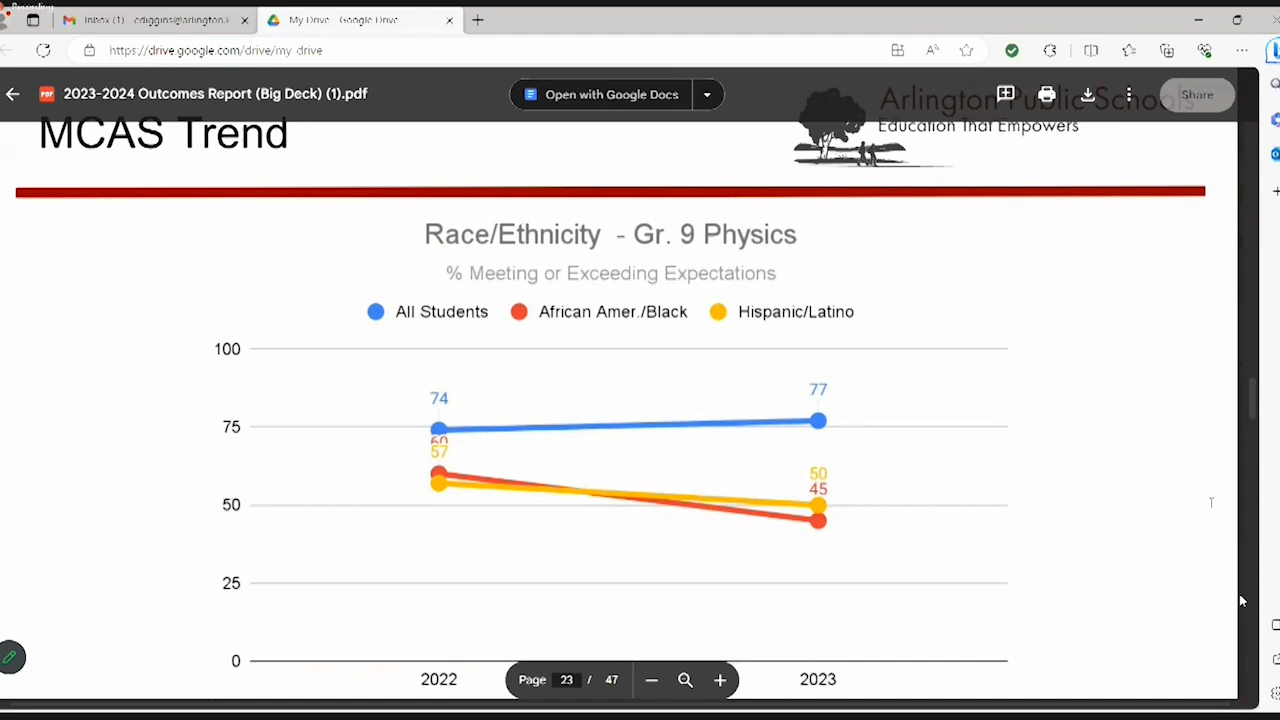 Recording
Inbox (1)
My Drive - Google Drive
https://drive.google.com/drive/my-drive
2023-2024 Outcomes Report (Big Deck) (1).pdf
Open with Google Docs
Share
MCAS Trend
Arlington Public Schools
Education That Empowers
Race/Ethnicity - Gr. 9 Physics
% Meeting or Exceeding Expectations
All Students African Amer./Black Hispanic/Latino
100
74 77
75
60
57
50
45
50
25
0
2022 2023
Page 23 / 47